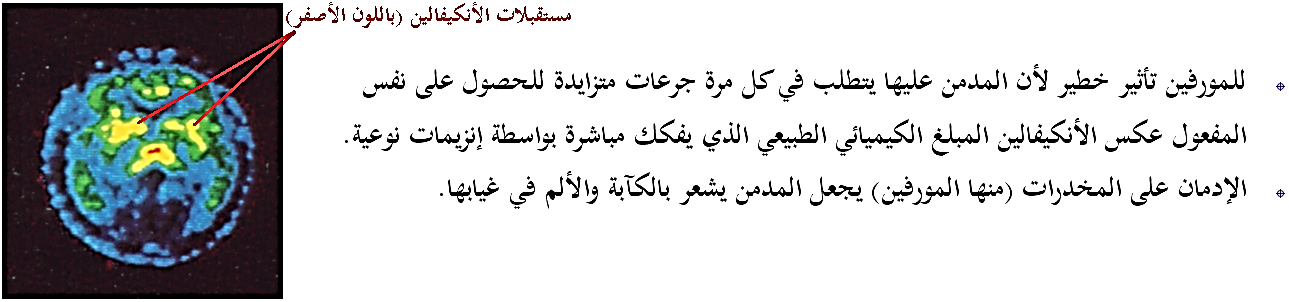 مستقبلات الأنكيفالين (باللون الأصفر)
للمورفين تأثير خطير لأن المدمن عليها يتطلب في كل مرة جرعات متزايدة للحصول على نفس
المفعول عكس الأنكيفالين المبلغ الكيميائي الطبيعي الذي يفكك مباشرة بواسطة إنزيمات نوعية.
الإدمان على المخدرات (منها المورفين) يجعل المدمن يشعر بالكآبة والألم في غيابها.